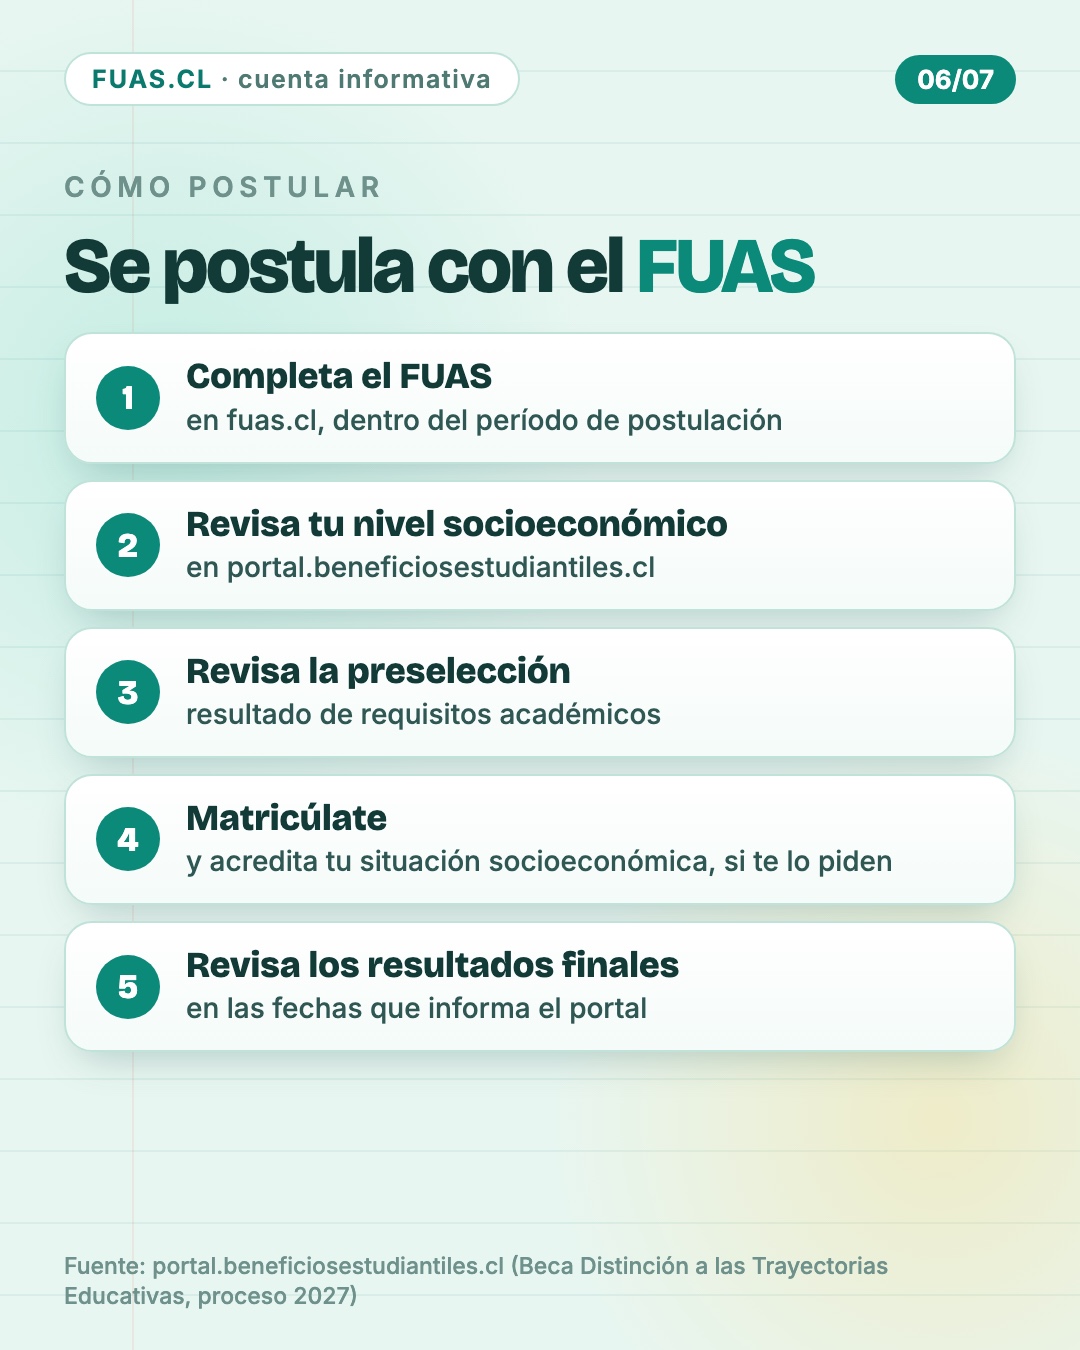 FUAS.CL · cuenta informativa
06/07
CÓMO POSTULAR
Se postula con el FUAS
1
Completa el FUAS
en fuas.cl, dentro del período de postulación
2
Revisa tu nivel socioeconómico
en portal.beneficiosestudiantiles.cl
3
Revisa la preselección
resultado de requisitos académicos
4
Matricúlate
y acredita tu situación socioeconómica, si te lo piden
5
Revisa los resultados finales
en las fechas que informa el portal
Fuente: portal.beneficiosestudiantiles.cl (Beca Distinción a las Trayectorias
Educativas, proceso 2027)